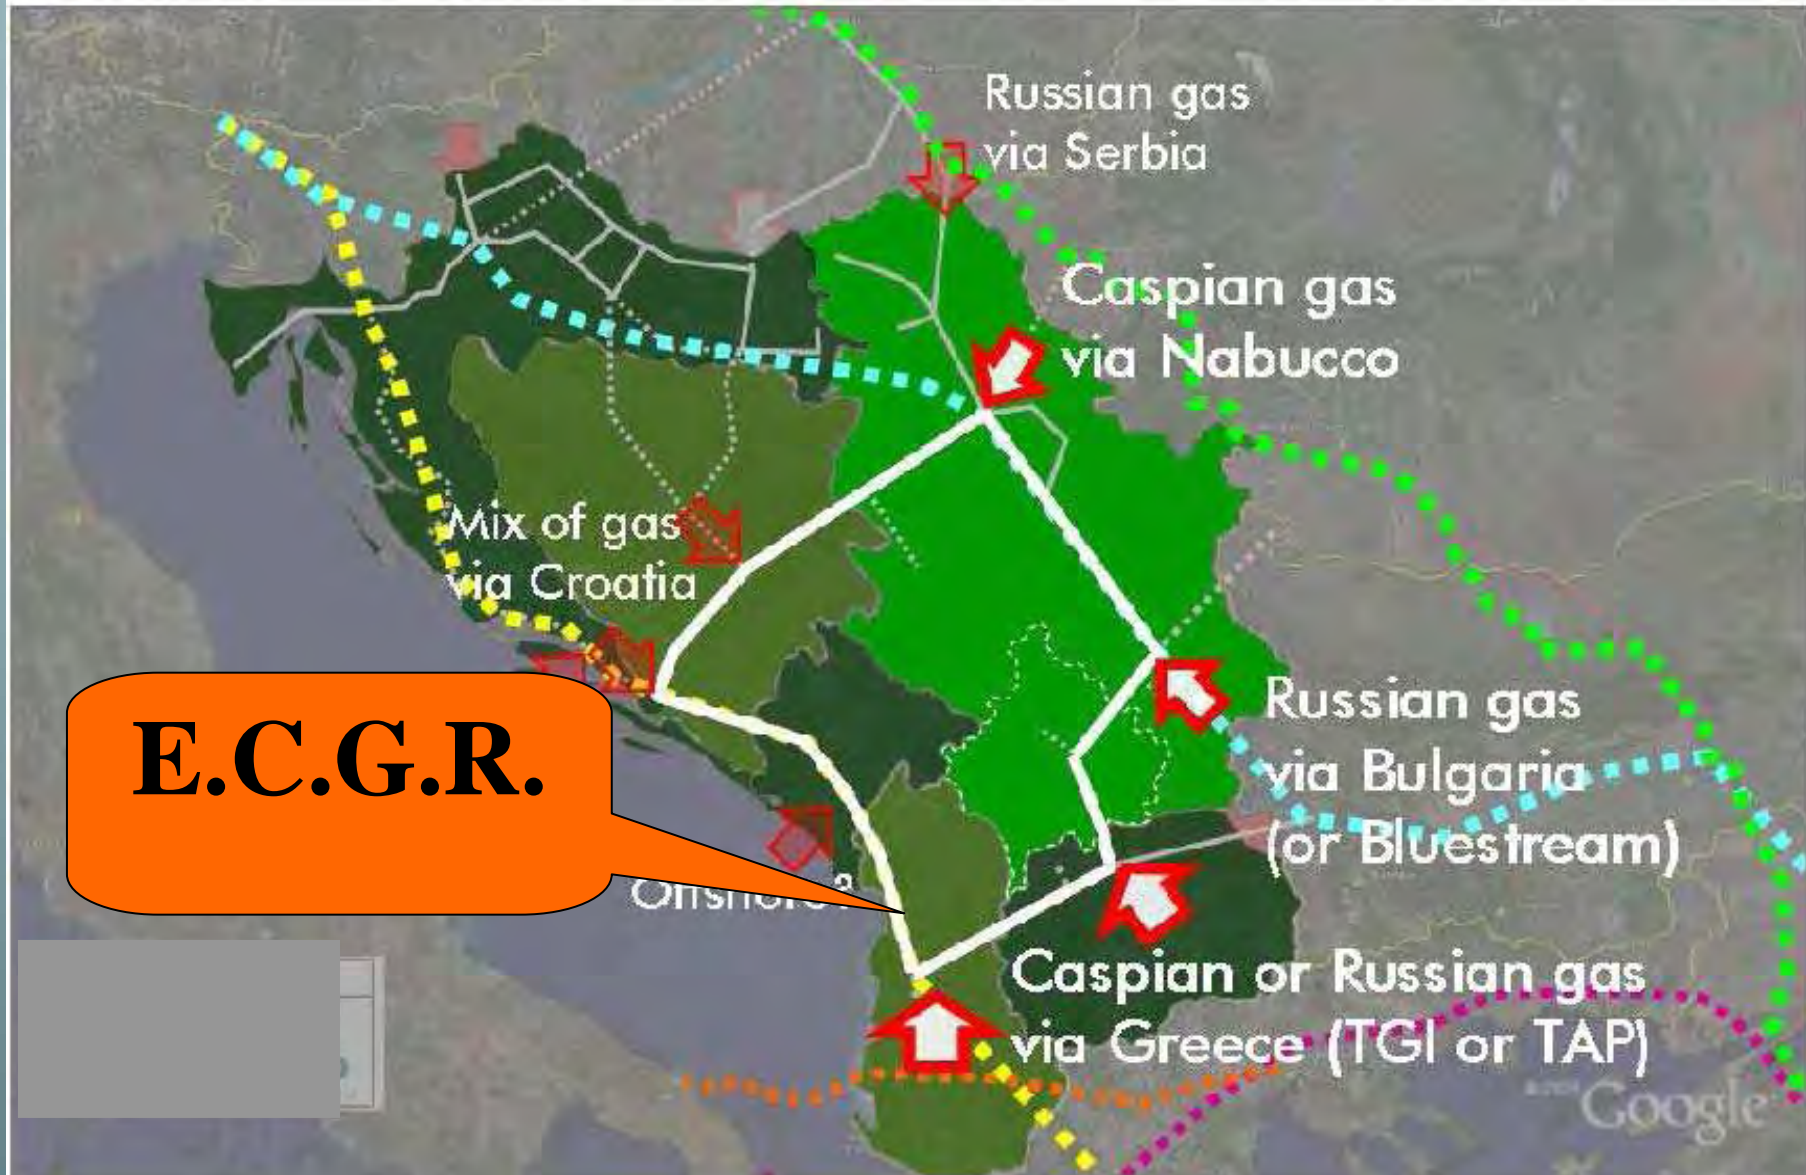 Russian gas
via Serbia
Caspian gas
via Nabucco
Mix of gas
via Croatia
E.C.G.R.
Russian gas
via Bulgaria
(or Bluestream)
Offshore?
Caspian or Russian gas
via Greece (TGI or TAP)
Google